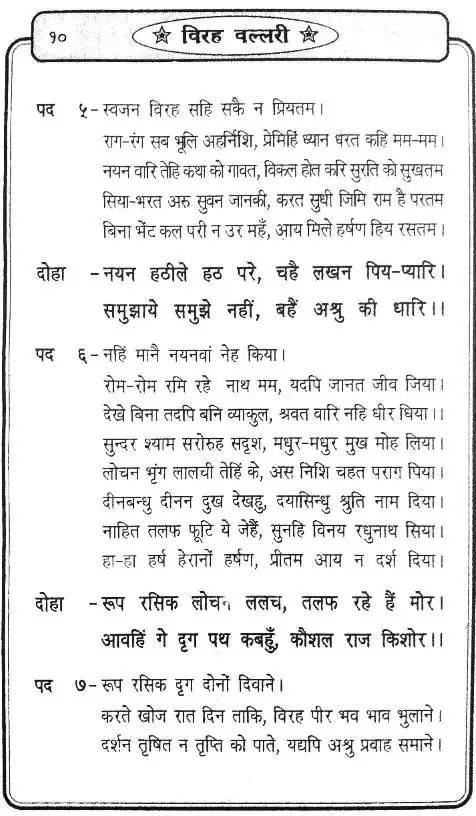 १० ★ विरह वल्लरी ★
पद ५ – स्वजन विरह सहि सकै न प्रियतम।
राग-रंग सब भूलि अहर्निशि, प्रेमिहिं ध्यान धरत कहि मम-मम।
नयन वारि तेहि कथा को गावत, विकल होत करि सुरति को सुखतम
सिया-भरत अरु सुवन जानकी, करत सुधी जिमि राम है परतम
बिना भेंट कल परी न उर महँ, आय मिले हर्षण हिय रसतम।
दोहा – नयन हठीले हठ परे, चहै लखन पिय-प्यारि।
समुझाये समुझे नहीं, बहैं अश्रु की धारि।।
पद ६ – नहिं मानै नयनवां नेह किया।
रोम-रोम रमि रहे नाथ मम, यदपि जानत जीव जिया।
देखे बिना तदपि बनि व्याकुल, श्रवत वारि नहि धीर धिया।।
सुन्दर श्याम सरोरुह सदृश, मधुर-मधुर मुख मोह लिया।
लोचन भृंग लालची तेहिं के, अस निशि चहत पराग पिया।
दीनबन्धु दीनन दुख देखहु, दयासिन्धु श्रुति नाम दिया।
नाहित तलफ फूटि ये जेहैं, सुनहि विनय रधुनाथ सिया।
हा-हा हर्ष हेरानों हर्षण, प्रीतम आय न दर्श दिया।
दोहा – रूप रसिक लोचन ललच, तलफ रहे हैं मोर।
आवहिं गे दृग पथ कबहुँ, कौशल राज किशोर।।
पद ७ – रूप रसिक दृग दोनों दिवाने।
करते खोज रात दिन ताकि, विरह पीर भव भाव भुलाने।
दर्शन तृषित न तृप्ति को पाते, यद्यपि अश्रु प्रवाह समाने।